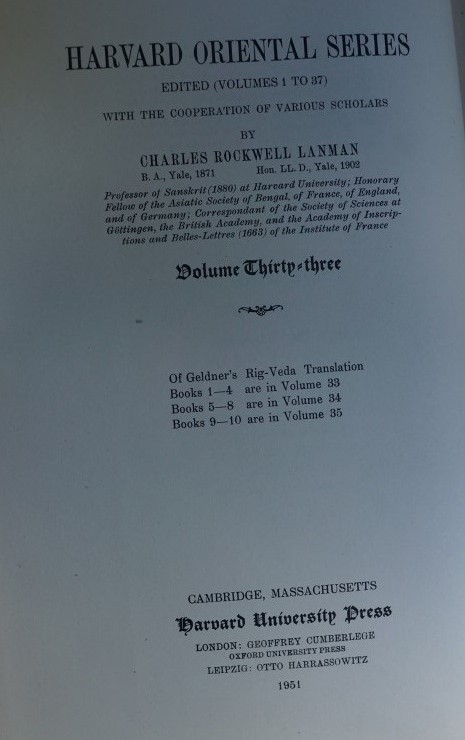 HARVARD ORIENTAL SERIES
EDITED (VOLUMES 1 TO 37)
WITH THE COOPERATION OF VARIOUS SCHOLARS
BY
CHARLES ROCKWELL LANMAN
B. A., Yale, 1871 Hon. LL. D., Yale, 1902
Professor of Sanskrit (1880) at Harvard University; Honorary
Fellow of the Asiatic Society of Bengal, of France, of England,
and of Germany; Correspondant of the Society of Sciences at
Göttingen, the British Academy, and the Academy of Inscrip-
tions and Belles-Lettres (1663) of the Institute of France
Volume Thirty-three
Of Geldner's Rig-Veda Translation
Books 1—4 are in Volume 33
Books 5—8 are in Volume 34
Books 9—10 are in Volume 35
CAMBRIDGE, MASSACHUSETTS
Harvard University Press
LONDON: GEOFFREY CUMBERLEGE
OXFORD UNIVERSITY PRESS
LEIPZIG: OTTO HARRASSOWITZ
1951